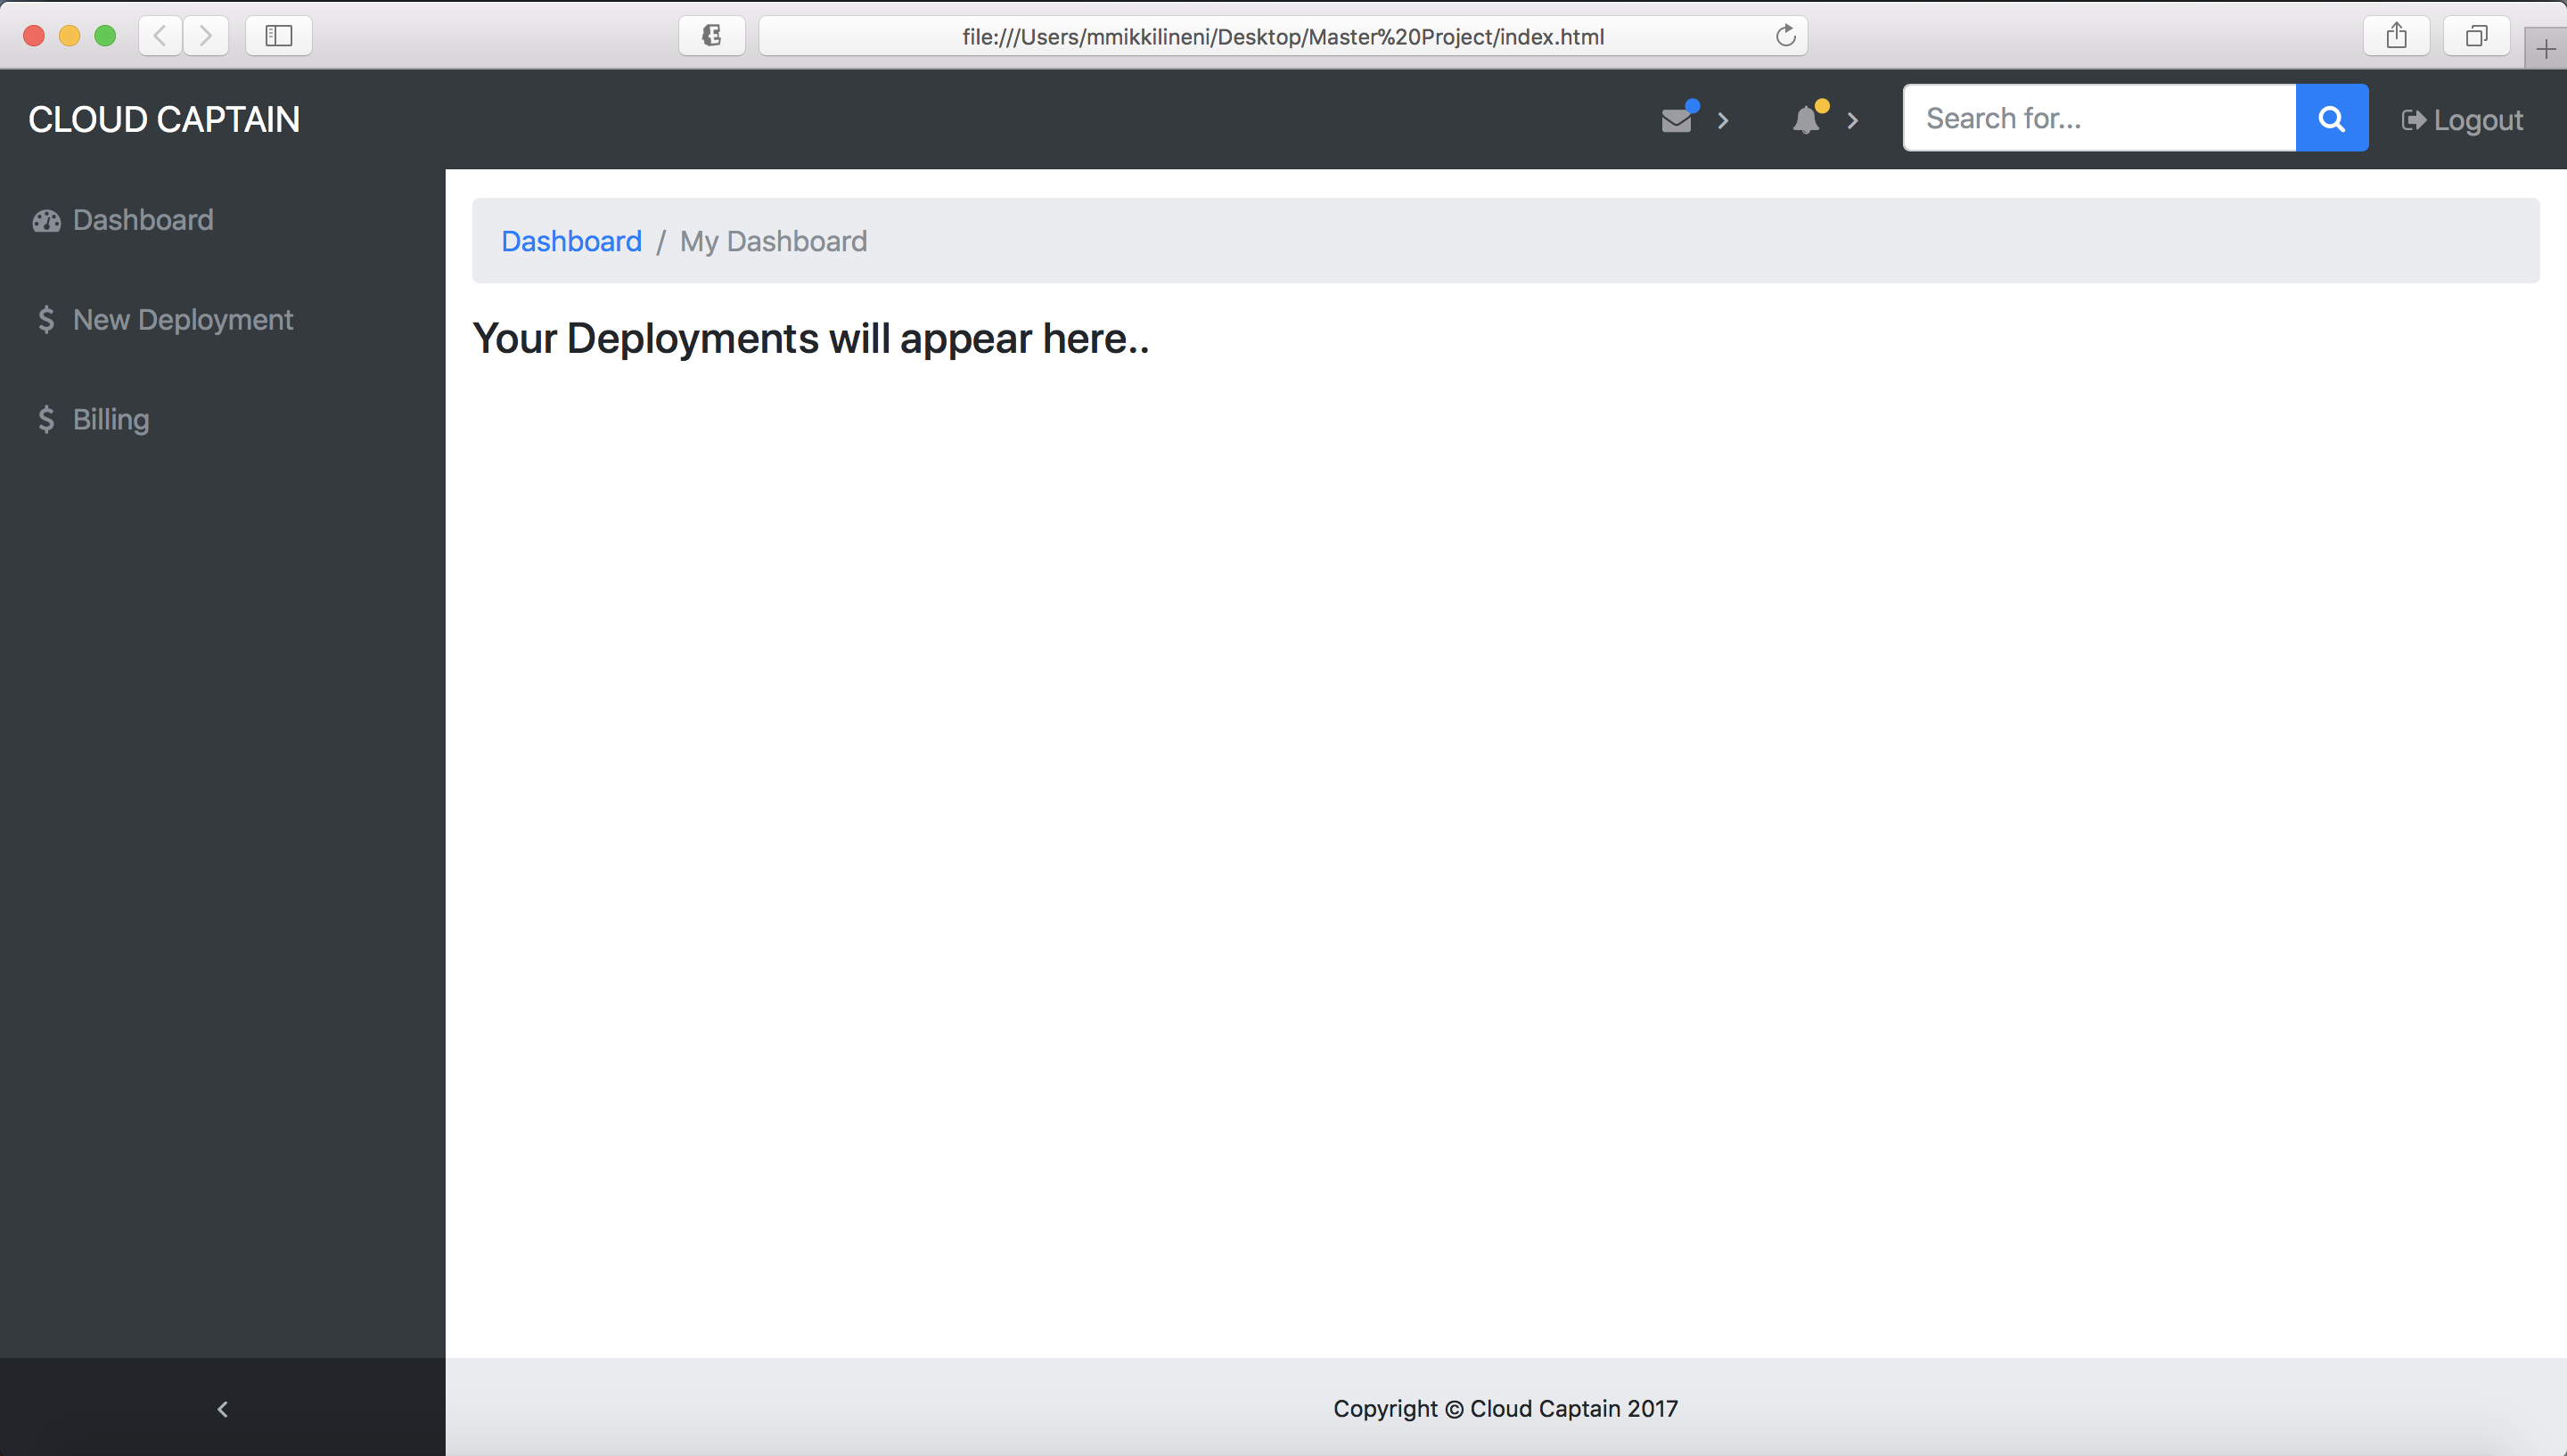 file:///Users/mmikkilineni/Desktop/Master%20Project/index.html
CLOUD CAPTAIN
Search for...
Logout
Dashboard
New Deployment
Billing
Dashboard / My Dashboard
Your Deployments will appear here..
Copyright © Cloud Captain 2017